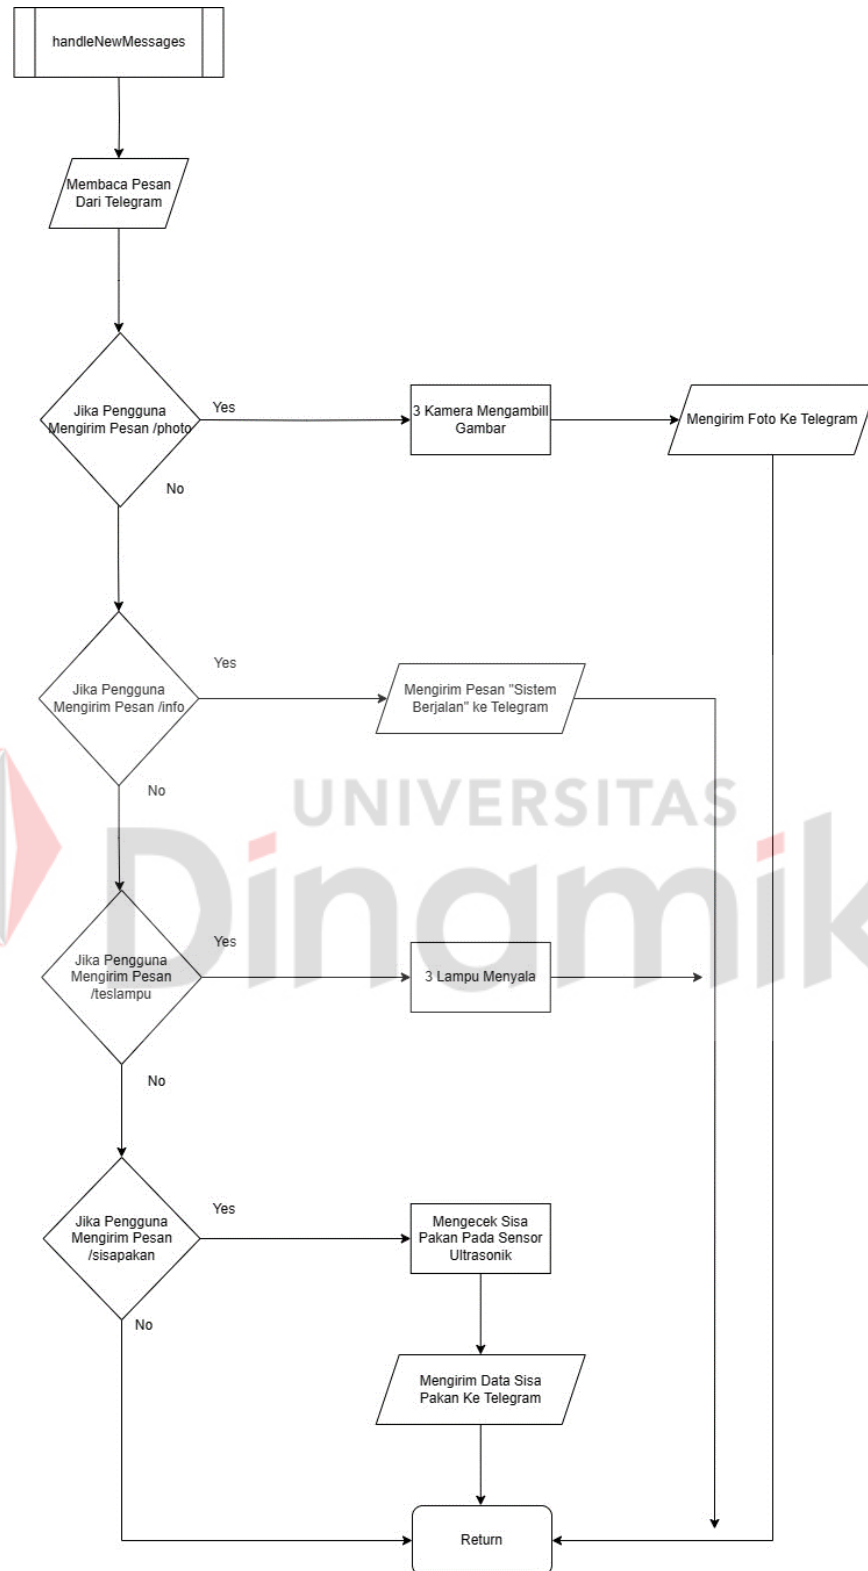 handleNewMessages
Membaca Pesan
Dari Telegram
Jika Pengguna
Mengirim Pesan /photo
Yes
3 Kamera Mengambill
Gambar
Mengirim Foto Ke Telegram
No
Jika Pengguna
Mengirim Pesan /info
Yes
Mengirim Pesan "Sistem
Berjalan" ke Telegram
No
UNIVERSITAS
Dinamik
Jika Pengguna
Mengirim Pesan
/teslampu
Yes
3 Lampu Menyala
No
Jika Pengguna
Mengirim Pesan
/sisapakan
Yes
Mengecek Sisa
Pakan Pada Sensor
Ultrasonik
No
Mengirim Data Sisa
Pakan Ke Telegram
Return